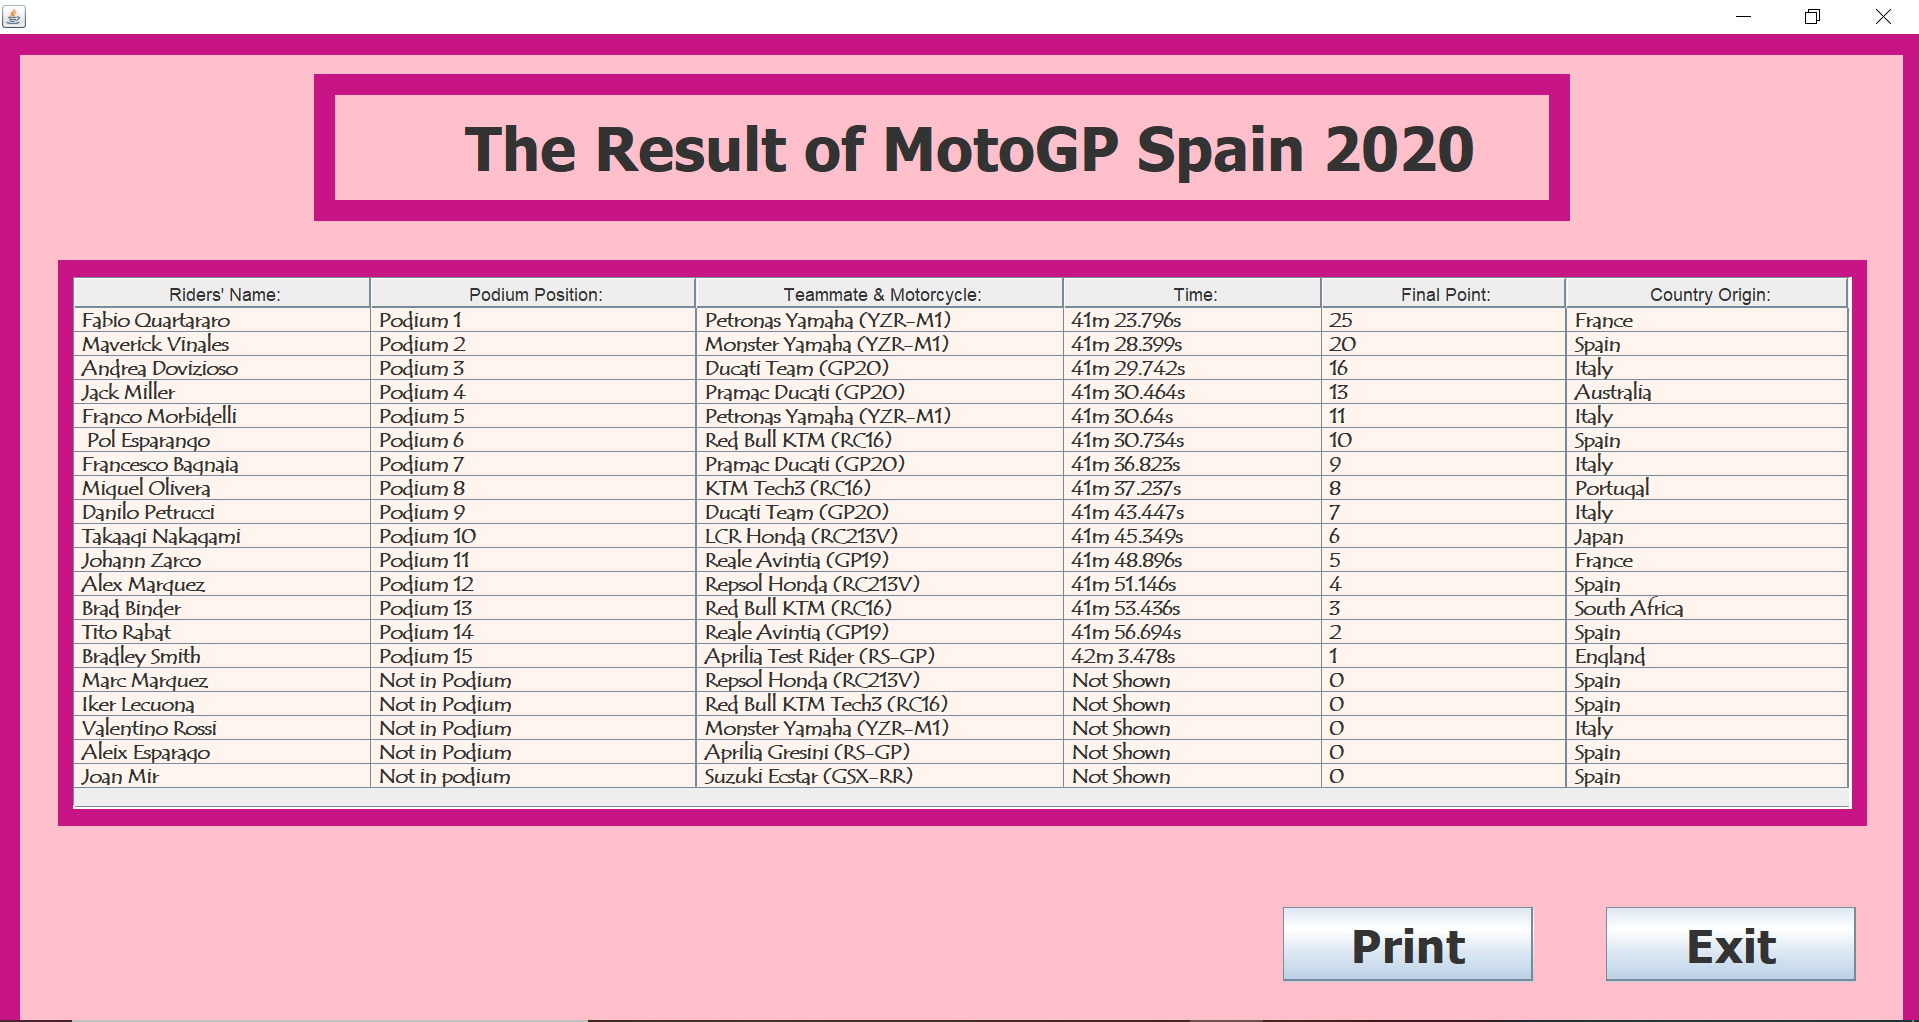 The Result of MotoGP Spain 2020
Riders' Name: Podium Position: Teammate & Motorcycle: Time: Final Point: Country Origin:
Fabio Quartararo Podium 1 Petronas Yamaha (YZR-M1) 41m 23.796s 25 France
Maverick Vinales Podium 2 Monster Yamaha (YZR-M1) 41m 28.399s 20 Spain
Andrea Dovizioso Podium 3 Ducati Team (GP20) 41m 29.742s 16 Italy
Jack Miller Podium 4 Pramac Ducati (GP20) 41m 30.464s 13 Australia
Franco Morbidelli Podium 5 Petronas Yamaha (YZR-M1) 41m 30.64s 11 Italy
Pol Esparango Podium 6 Red Bull KTM (RC16) 41m 30.734s 10 Spain
Francesco Bagnaia Podium 7 Pramac Ducati (GP20) 41m 36.823s 9 Italy
Miguel Olivera Podium 8 KTM Tech3 (RC16) 41m 37.237s 8 Portugal
Danilo Petrucci Podium 9 Ducati Team (GP20) 41m 43.447s 7 Italy
Takaagi Nakagami Podium 10 LCR Honda (RC213V) 41m 45.349s 6 Japan
Johann Zarco Podium 11 Reale Avintia (GP19) 41m 48.896s 5 France
Alex Marquez Podium 12 Repsol Honda (RC213V) 41m 51.146s 4 Spain
Brad Binder Podium 13 Red Bull KTM (RC16) 41m 53.436s 3 South Africa
Tito Rabat Podium 14 Reale Avintia (GP19) 41m 56.694s 2 Spain
Bradley Smith Podium 15 Aprilia Test Rider (RS-GP) 42m 3.478s 1 England
Marc Marquez Not in Podium Repsol Honda (RC213V) Not Shown 0 Spain
Iker Lecuona Not in Podium Red Bull KTM Tech3 (RC16) Not Shown 0 Spain
Valentino Rossi Not in Podium Monster Yamaha (YZR-M1) Not Shown 0 Italy
Aleix Esparago Not in Podium Aprilia Gresini (RS-GP) Not Shown 0 Spain
Joan Mir Not in podium Suzuki Ecstar (GSX-RR) Not Shown 0 Spain
Print Exit